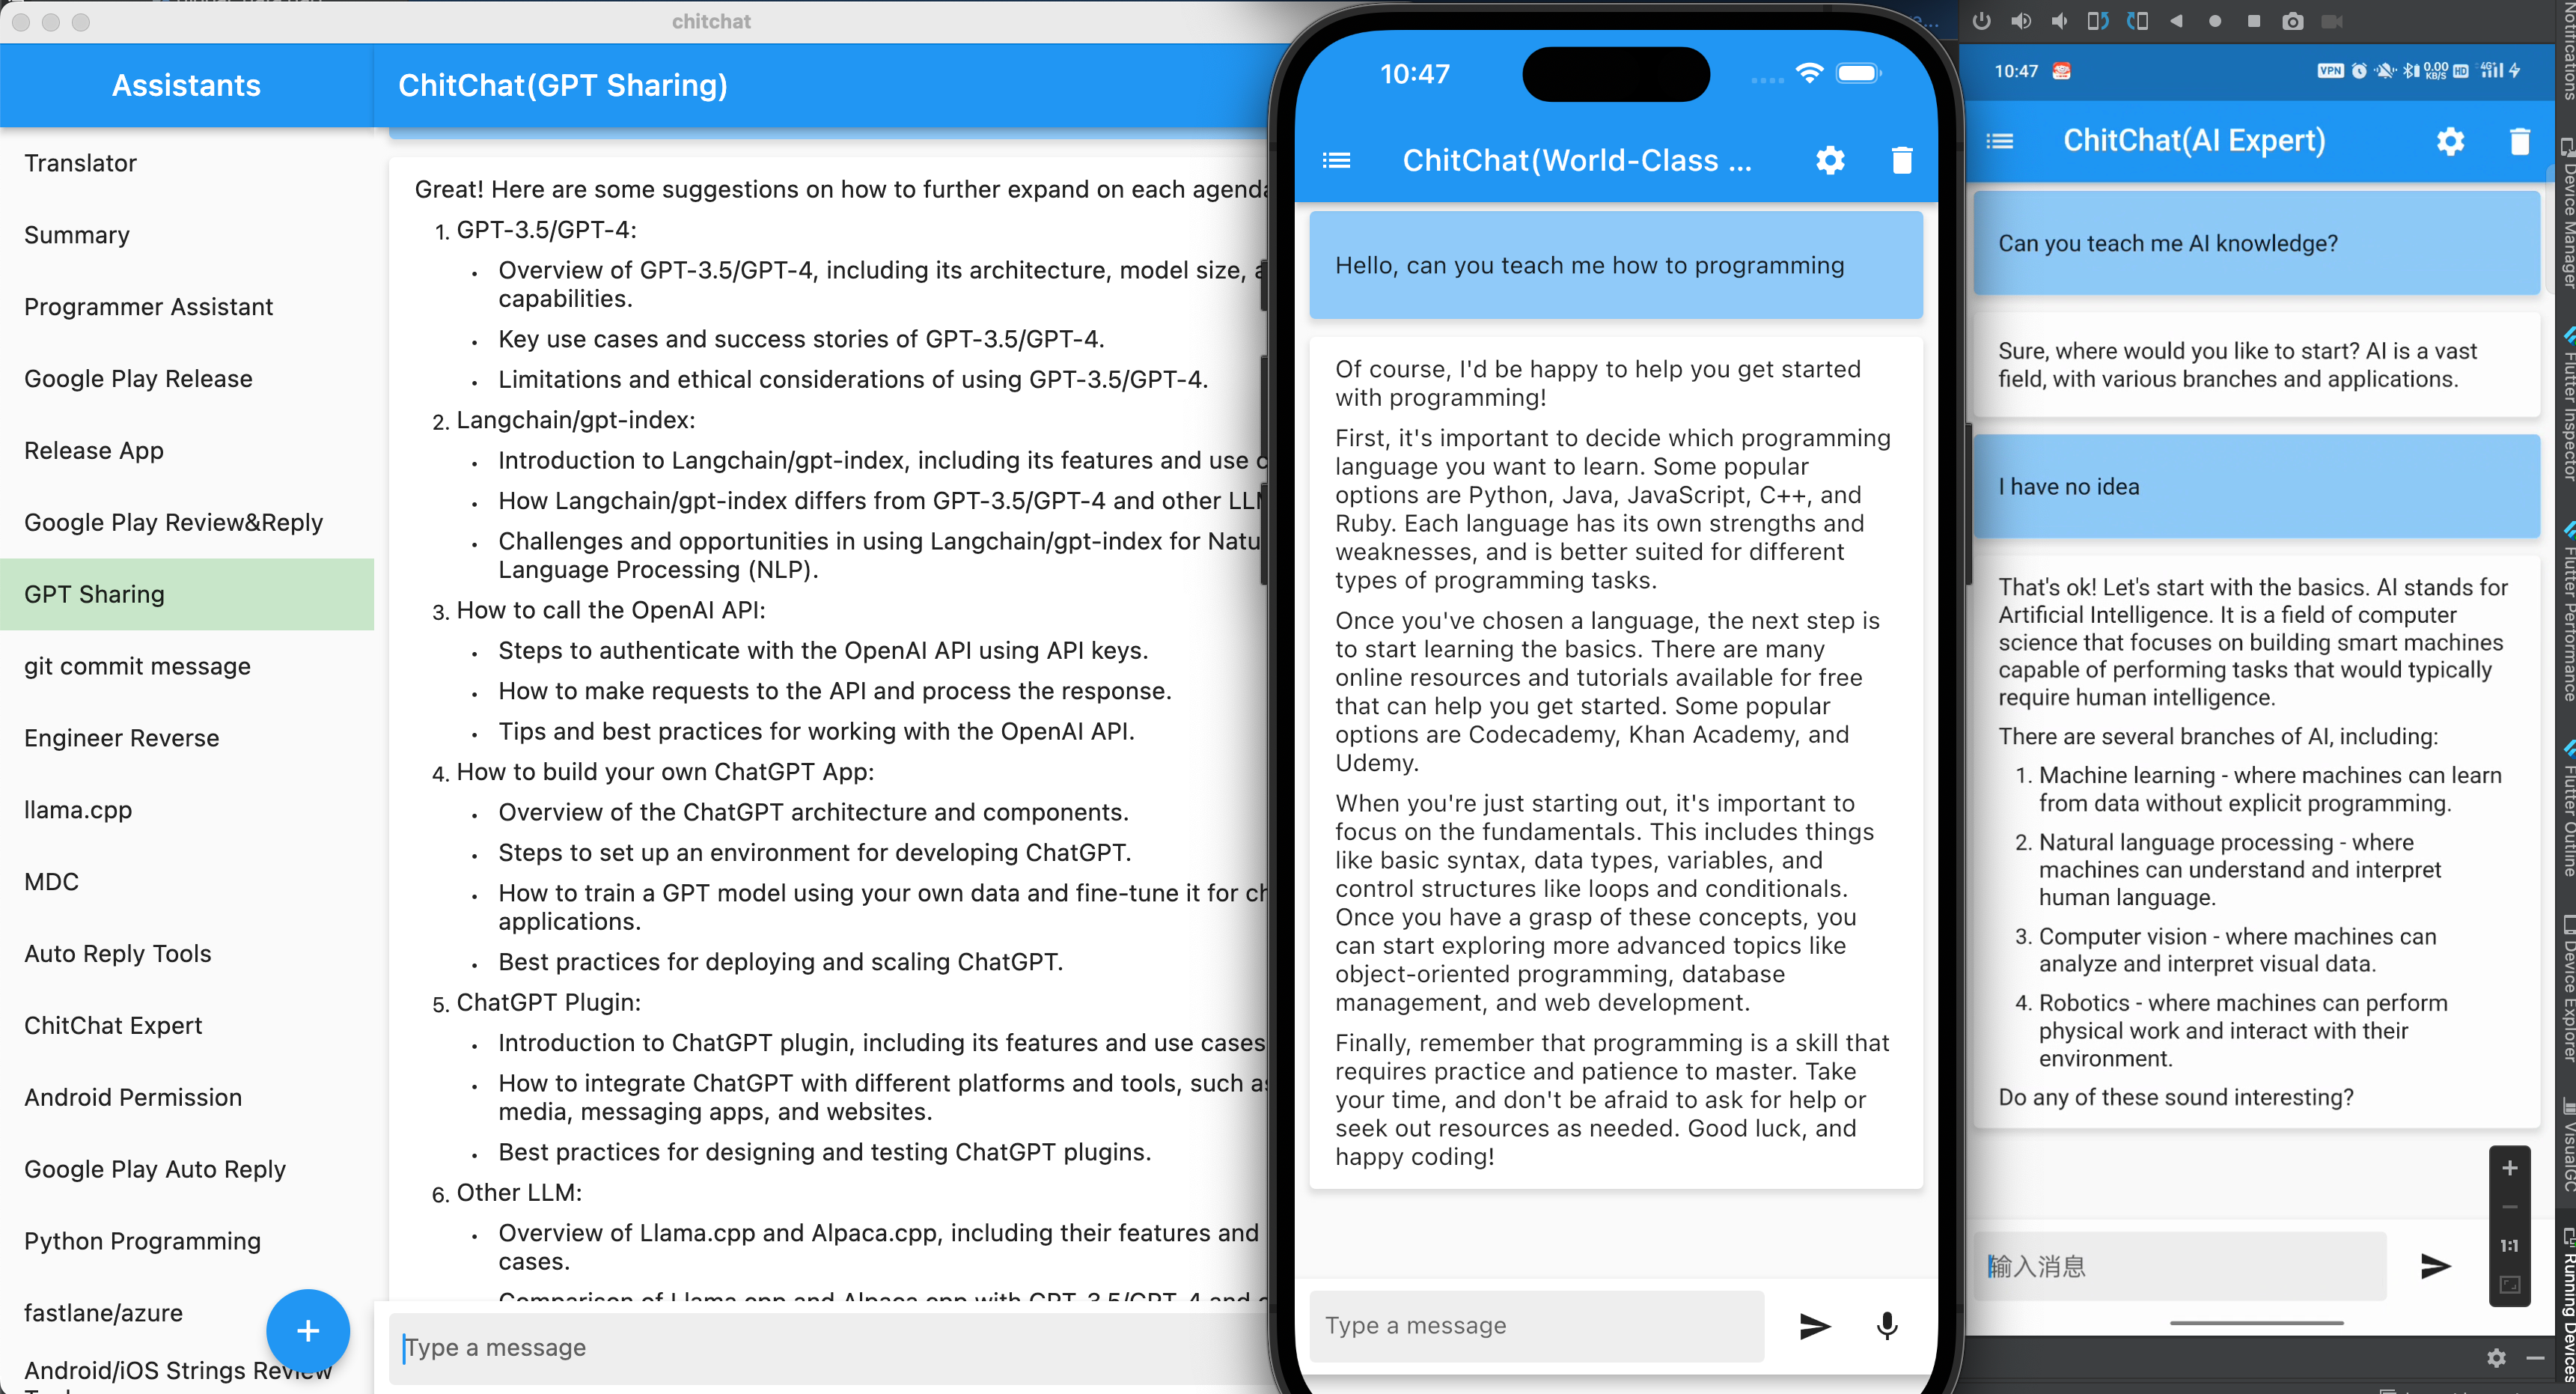 chitchat
Assistants
Translator
Summary
Programmer Assistant
Google Play Release
Release App
Google Play Review&Reply
GPT Sharing
git commit message
Engineer Reverse
llama.cpp
MDC
Auto Reply Tools
ChitChat Expert
Android Permission
Google Play Auto Reply
Python Programming
fastlane/azure
Android/iOS Strings Review
ChitChat(GPT Sharing)
Great! Here are some suggestions on how to further expand on each agenda
1. GPT-3.5/GPT-4:
• Overview of GPT-3.5/GPT-4, including its architecture, model size,
capabilities.
• Key use cases and success stories of GPT-3.5/GPT-4.
• Limitations and ethical considerations of using GPT-3.5/GPT-4.
2. Langchain/gpt-index:
• Introduction to Langchain/gpt-index, including its features and use
• How Langchain/gpt-index differs from GPT-3.5/GPT-4 and other
• Challenges and opportunities in using Langchain/gpt-index for
Language Processing (NLP).
3. How to call the OpenAI API:
• Steps to authenticate with the OpenAI API using API keys.
• How to make requests to the API and process the response.
• Tips and best practices for working with the OpenAI API.
4. How to build your own ChatGPT App:
• Overview of the ChatGPT architecture and components.
• Steps to set up an environment for developing ChatGPT.
• How to train a GPT model using your own data and fine-tune it for
applications.
• Best practices for deploying and scaling ChatGPT.
5. ChatGPT Plugin:
• Introduction to ChatGPT plugin, including its features and use cases
• How to integrate ChatGPT with different platforms and tools, such as
media, messaging apps, and websites.
• Best practices for designing and testing ChatGPT plugins.
6. Other LLM:
• Overview of Llama.cpp and Alpaca.cpp, including their features and
cases.
Comparison of Llama.cpp and Alpaca.cpp with GPT-3.5/GPT-4 and
Type a message
10:47
ChitChat(World-Class ...
Hello, can you teach me how to programming
Of course, I'd be happy to help you get started
with programming!
First, it's important to decide which programming
language you want to learn. Some popular
options are Python, Java, JavaScript, C++, and
Ruby. Each language has its own strengths and
weaknesses, and is better suited for different
types of programming tasks.
Once you've chosen a language, the next step is
to start learning the basics. There are many
online resources and tutorials available for free
that can help you get started. Some popular
options are Codecademy, Khan Academy, and
Udemy.
When you're just starting out, it's important to
focus on the fundamentals. This includes things
like basic syntax, data types, variables, and
control structures like loops and conditionals.
Once you have a grasp of these concepts, you
can start exploring more advanced topics like
object-oriented programming, database
management, and web development.
Finally, remember that programming is a skill that
requires practice and patience to master. Take
your time, and don't be afraid to ask for help or
seek out resources as needed. Good luck, and
happy coding!
Type a message
10:47
VPN
0.00
KB/S
HD
4G
ChitChat(AI Expert)
Can you teach me AI knowledge?
Sure, where would you like to start? AI is a vast
field, with various branches and applications.
I have no idea
That's ok! Let's start with the basics. AI stands for
Artificial Intelligence. It is a field of computer
science that focuses on building smart machines
capable of performing tasks that would typically
require human intelligence.
There are several branches of AI, including:
1. Machine learning - where machines can learn
from data without explicit programming.
2. Natural language processing - where
machines can understand and interpret
human language.
3. Computer vision - where machines can
analyze and interpret visual data.
4. Robotics - where machines can perform
physical work and interact with their
environment.
Do any of these sound interesting?
输入消息
1:1
Notifications
Device Manager
Flutter Inspector
Flutter Performance
Flutter Outline
Device Explorer
VisualGC
Running Devices